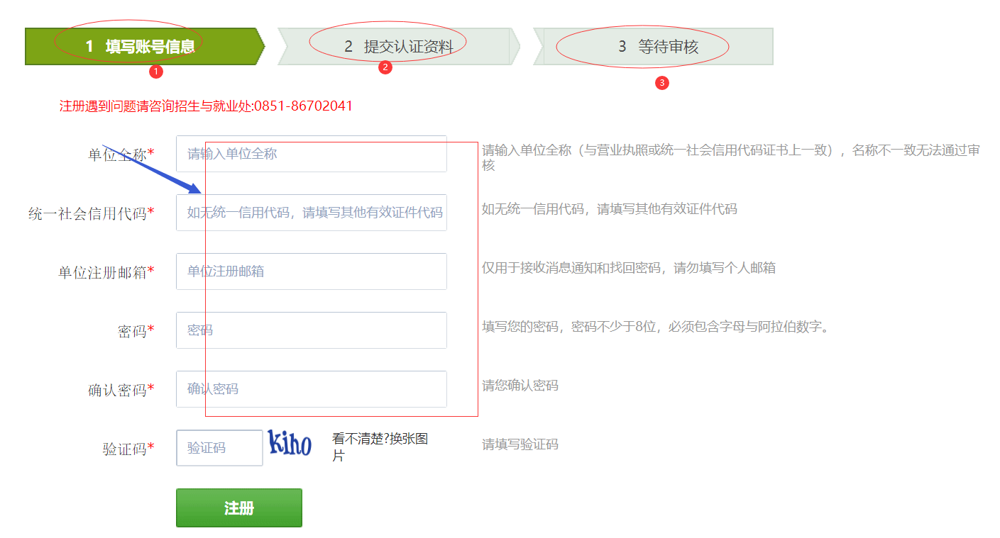 1 填写账号信息
2 提交认证资料
3 等待审核
1
2
3
注册遇到问题请咨询招生与就业处:0851-86702041
单位全称*
请输入单位全称
请输入单位全称（与营业执照或统一社会信用代码证书上一致），名称不一致无法通过审
核
统一社会信用代码*
如无统一信用代码，请填写其他有效证件代码
如无统一信用代码，请填写其他有效证件代码
单位注册邮箱*
单位注册邮箱
仅用于接收消息通知和找回密码，请勿填写个人邮箱
密码*
密码
填写您的密码，密码不少于8位，必须包含字母与阿拉伯数字。
确认密码*
确认密码
请您确认密码
验证码*
验证码
kiho
看不清楚?换张图
片
请填写验证码
注册